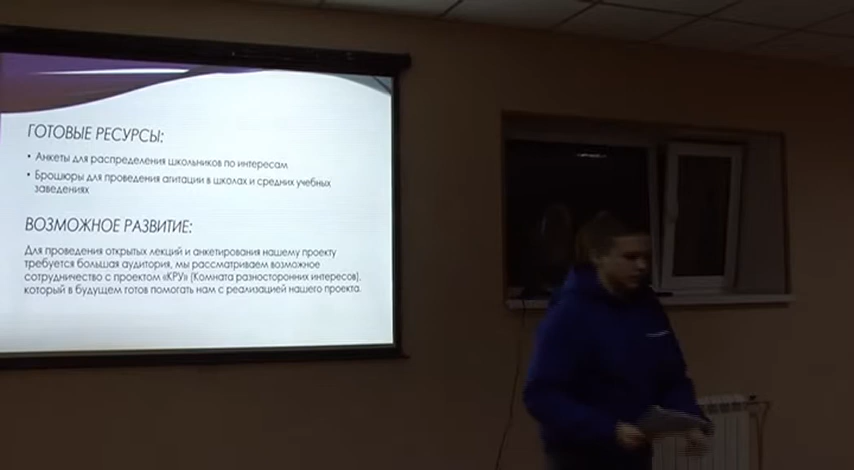 ГОТОВЫЕ РЕСУРСЫ:
• Анкеты для распределения школьников по интересам
• Брошюры для проведения агитации в школах и средних учебных
заведениях
ВОЗМОЖНОЕ РАЗВИТИЕ:
Для проведения открытых лекций и анкетирования нашему проекту
требуется большая аудитория, мы рассматриваем возможное
сотрудничество с проектом «КРУ» (Комната разносторонних интересов),
который в будущем готов помогать нам с реализацией нашего проекта.